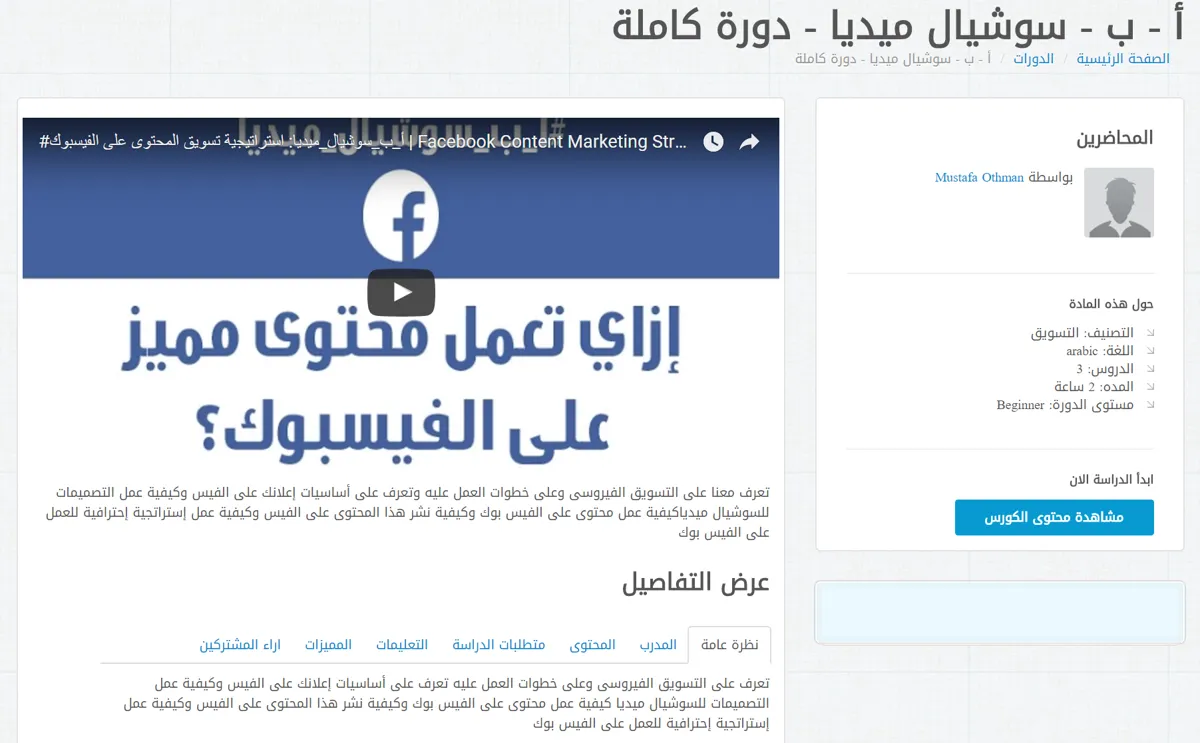 أ - ب - سوشيال ميديا - دورة كاملة
الصفحة الرئيسية / الدورات / أ - ب - سوشيال ميديا - دورة كاملة
المحاضرين
بواسطة Mustafa Othman
حول هذه المادة
التصنيف: التسويق
اللغة: arabic
الدروس: 3
المده: 2 ساعة
مستوى الدورة: Beginner
ابدأ الدراسة الان
مشاهدة محتوى الكورس
#أ_ب_سوشيال_ميديا
#أ_ب_سوشيال_ميديا: إستراتيجية تسويق المحتوى على الفيسبوك | Facebook Content Marketing Str...
إزاي تعمل محتوى مميز
على الفيسبوك؟
تعرف معنا على التسويق الفيروسى وعلى خطوات العمل عليه وتعرف على أساسيات إعلانك على الفيس وكيفية عمل التصميمات
للسوشيال ميدياكيفية عمل محتوى على الفيس بوك وكيفية نشر هذا المحتوى على الفيس وكيفية عمل إستراتجية إحترافية للعمل
على الفيس بوك
عرض التفاصيل
نظرة عامة
المدرب
المحتوى
متطلبات الدراسة
التعليمات
المميزات
اراء المشتركين
تعرف على التسويق الفيروسى وعلى خطوات العمل عليه تعرف على أساسيات إعلانك على الفيس وكيفية عمل
التصميمات للسوشيال ميديا كيفية عمل محتوى على الفيس بوك وكيفية نشر هذا المحتوى على الفيس وكيفية عمل
إستراتجية إحترافية للعمل على الفيس بوك